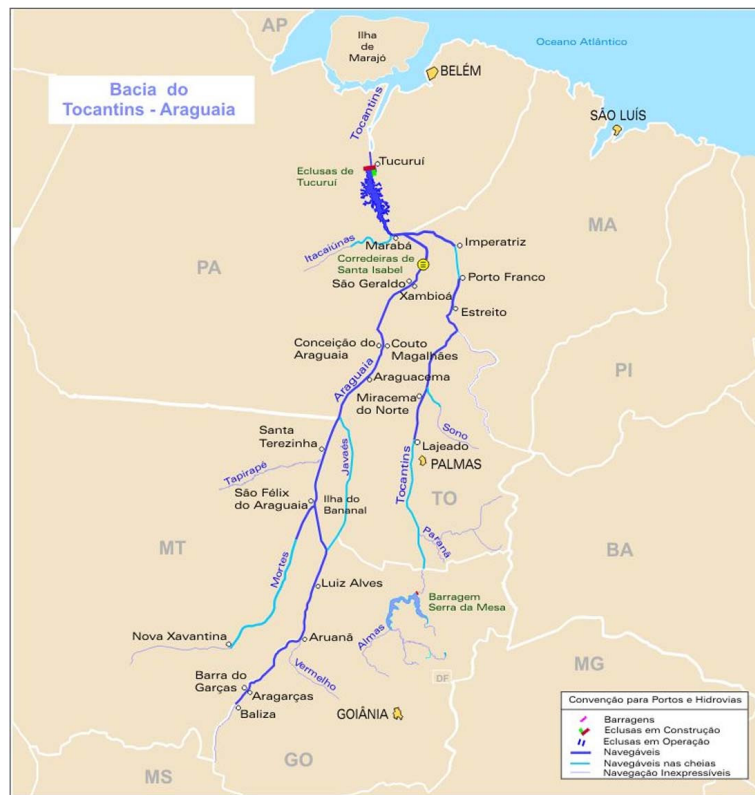 AP
Ilha
de
Marajó
Oceano Atlântico
BELÉM
Bacia do
Tocantins - Araguaia
Tocantins
SÃO LUÍS
Tucuruí
Eclusas de
Tucuruí
MA
Marabá
Imperatriz
Itacaiúnas
Corredeiras de
Santa Isabel
PA
São Geraldo
Xambioá
Porto Franco
Estreito
Conceição do
Araguaia
Couto
Magalhães
PI
Araguaia
Araguacema
Miracema
do Norte
Santa
Terezinha
Sono
Lajeado
Javaés
PALMAS
Tapirapé
Tocantins
TO
São Félix
do Araguaia
Ilha do
Bananal
Paranã
BA
MT
Mortes
Luiz Alves
Barragem
Serra da Mesa
Nova Xavantina
Aruanã
Almas
MG
Vermelho
DF
Barra do
Garças
Aragarças
Baliza
GOIÂNIA
GO
MS
Convenção para Portos e Hidrovias
Barragens
Eclusas em Construção
Eclusas em Operação
Navegáveis
Navegáveis nas cheias
Navegação Inexpressíveis